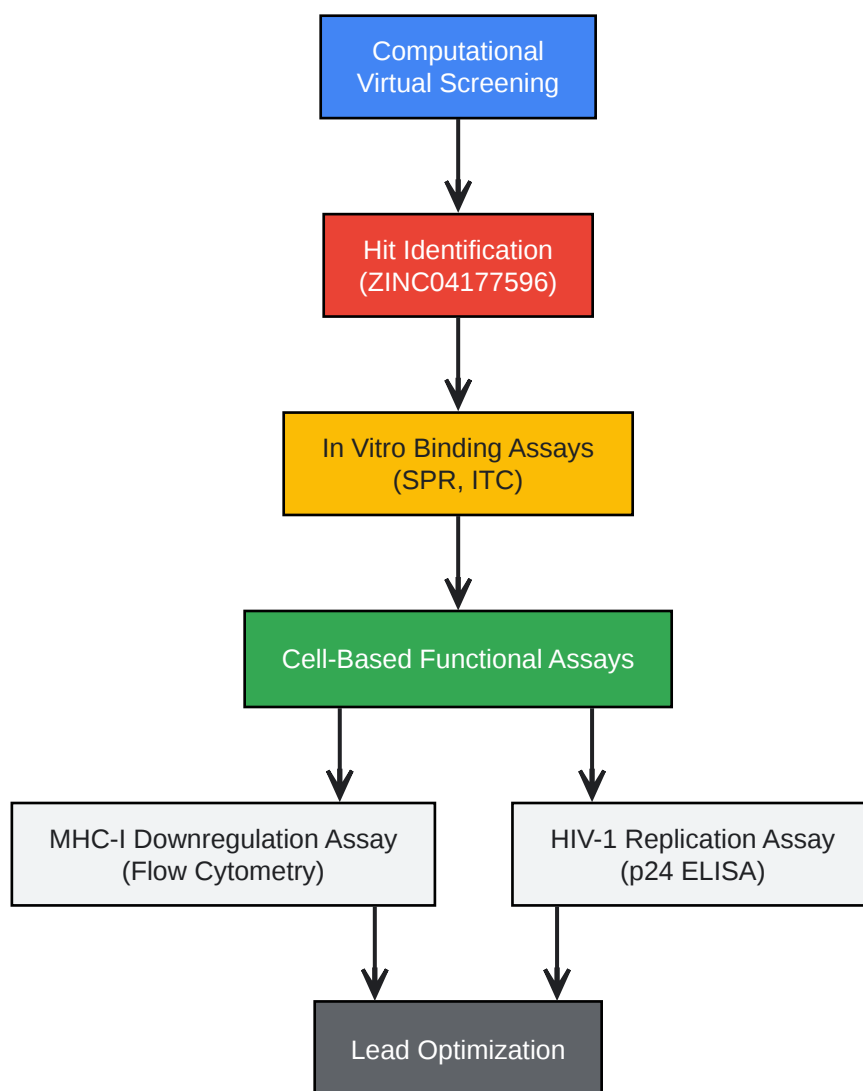 Computational
Virtual Screening
Hit Identification
(ZINC04177596)
In Vitro Binding Assays
(SPR, ITC)
Cell-Based Functional Assays
MHC-I Downregulation Assay
(Flow Cytometry)
HIV-1 Replication Assay
(p24 ELISA)
Lead Optimization